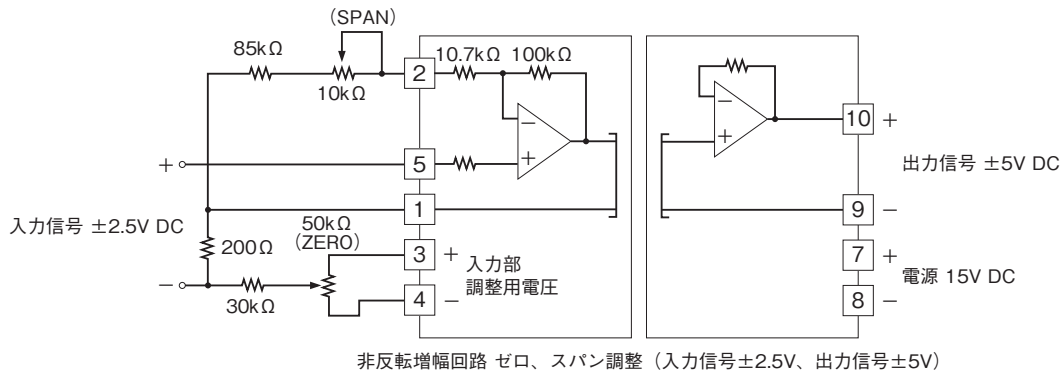 (SPAN)
85kΩ
10kΩ
2
10.7kΩ
100kΩ
−
+
10
+
+
5
出力信号 ±5V DC
1
9
−
入力信号 ±2.5V DC
50kΩ
(ZERO)
200Ω
3
+
入力部
調整用電圧
7
+
電源 15V DC
−
30kΩ
4
−
8
−
−
+
非反転増幅回路 ゼロ、スパン調整（入力信号±2.5V、出力信号±5V）